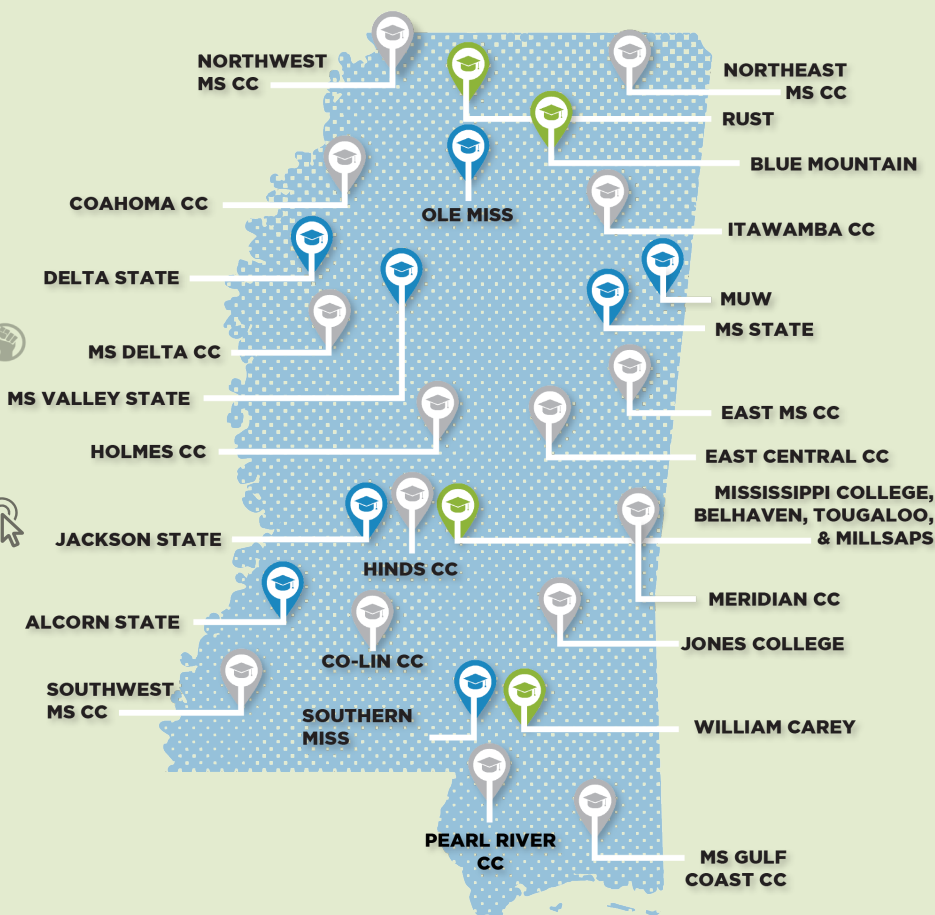 NORTHWEST
MS CC
NORTHEAST
MS CC
RUST
BLUE MOUNTAIN
COAHOMA CC
OLE MISS
ITAWAMBA CC
DELTA STATE
MUW
MS STATE
MS DELTA CC
MS VALLEY STATE
EAST MS CC
HOLMES CC
EAST CENTRAL CC
MISSISSIPPI COLLEGE,
BELHAVEN, TOUGALOO,
& MILLSAPS
JACKSON STATE
HINDS CC
MERIDIAN CC
ALCORN STATE
JONES COLLEGE
CO-LIN CC
SOUTHWEST
MS CC
SOUTHERN
MISS
WILLIAM CAREY
PEARL RIVER
CC
MS GULF
COAST CC